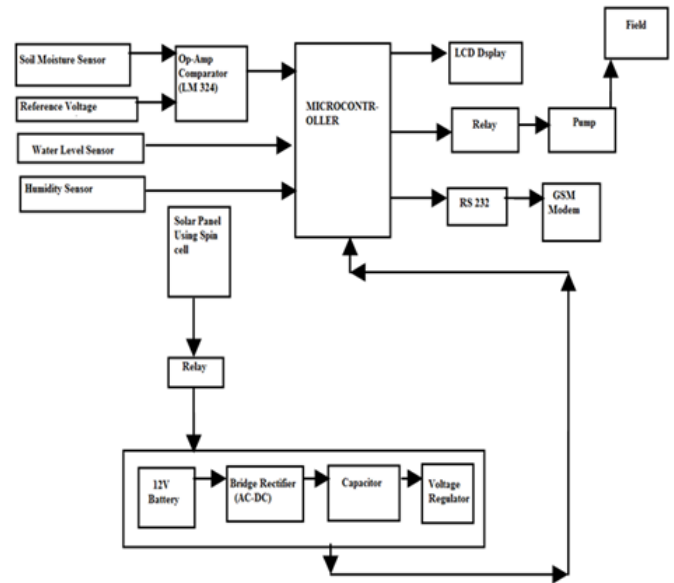 Soil Moisture Sensor
Reference Voltage
Water Level Sensor
Humidity Sensor
Op-Amp
Comparator
(LM 324)
MICROCONTR-
OLLER
LCD Dsplay
Relay
Pump
Field
RS 232
GSM
Modem
Solar Panel
Using Spin
cell
Relay
12V
Battery
Bridge Rectifier
(AC-DC)
Capacitor
Voltage
Regulator